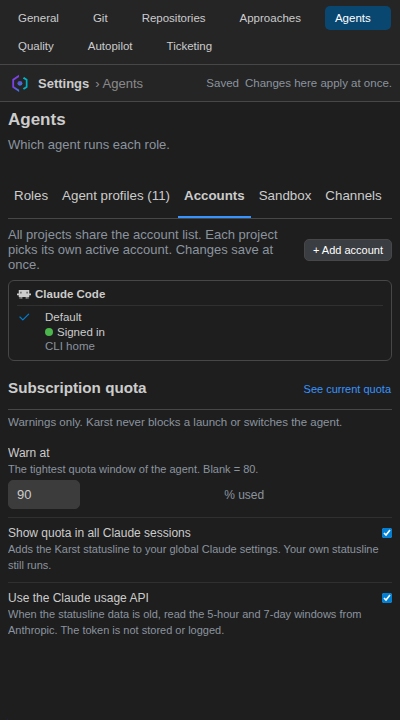 General Git Repositories Approaches Agents
Quality Autopilot Ticketing
Settings › Agents Saved Changes here apply at once.
Agents
Which agent runs each role.
Roles Agent profiles (11) Accounts Sandbox Channels
All projects share the account list. Each project
picks its own active account. Changes save at
once.
+ Add account
Claude Code
Default
Signed in
CLI home
Subscription quota See current quota
Warnings only. Karst never blocks a launch or switches the agent.
Warn at
The tightest quota window of the agent. Blank = 80.
90 % used
Show quota in all Claude sessions
Adds the Karst statusline to your global Claude settings. Your own statusline
still runs.
Use the Claude usage API
When the statusline data is old, read the 5-hour and 7-day windows from
Anthropic. The token is not stored or logged.